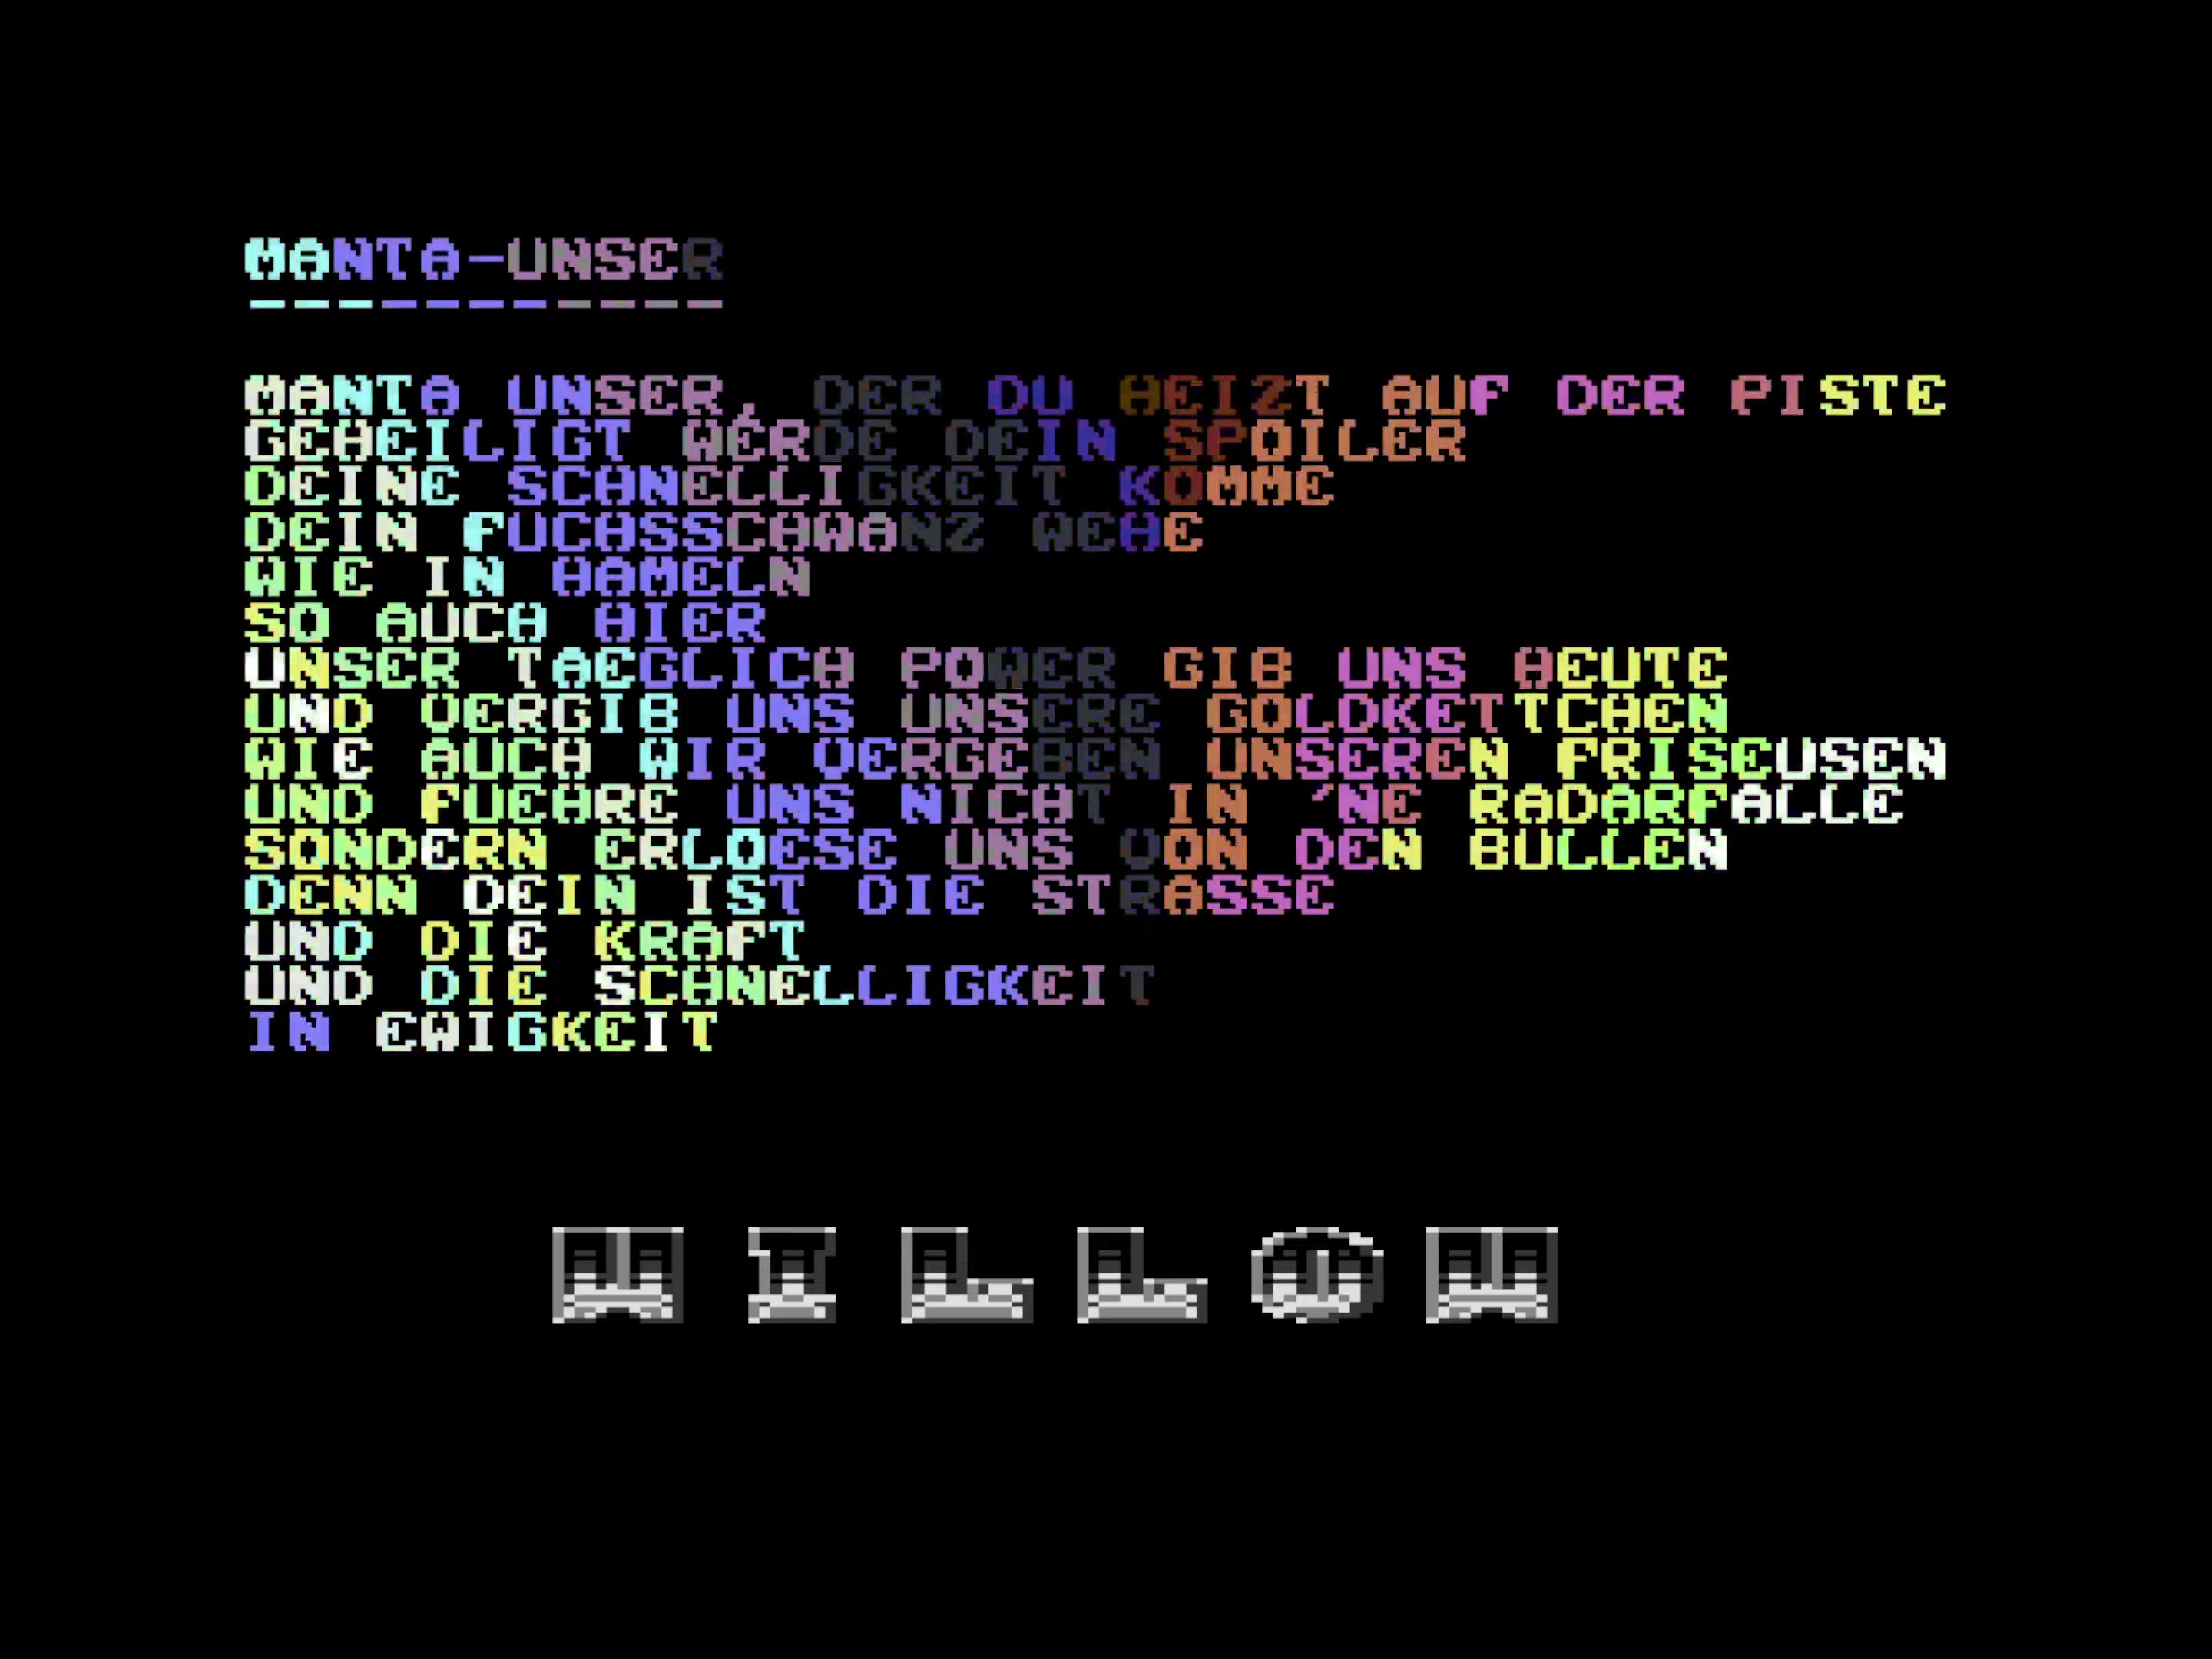 MANTA-UNSER
-----------
MANTA UNSER, DER DU HEIZT AUF DER PISTE
GEHEILIGT WERDE DEIN SPOILER
DEINE SCHNELLIGKEIT KOMME
DEIN FUCHSSCHWANZ WEHE
WIE IN HAMELN
SO AUCH HIER
UNSER TAEGLICH POWER GIB UNS HEUTE
UND VERGIB UNS UNSERE GOLDKETTCHEN
WIE AUCH WIR VERGEBEN UNSEREN FRISEUSEN
UND FUEHRE UNS NICHT IN 'NE RADARFALLE
SONDERN ERLOESE UNS VON DEN BULLEN
DENN DEIN IST DIE STRASSE
UND DIE KRAFT
UND DIE SCHNELLIGKEIT
IN EWIGKEIT
WILLOW